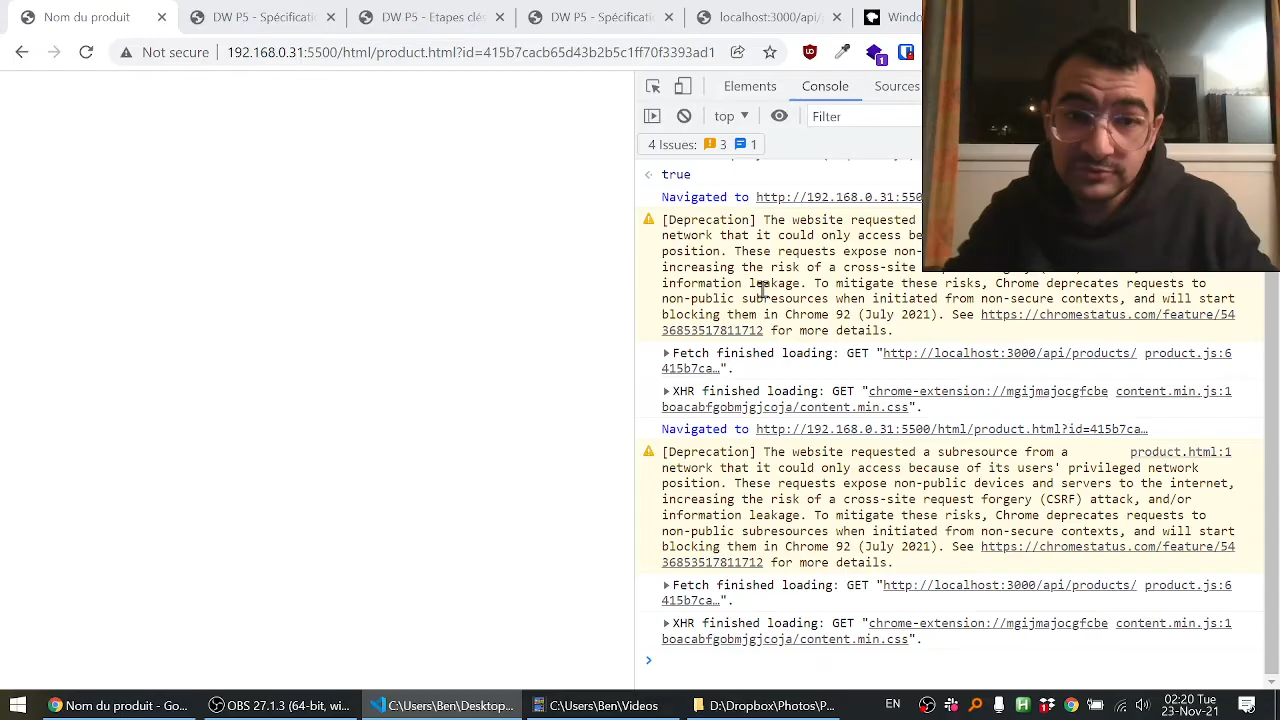 Nom du produit
DW P5 - Spécificati
DW P5 - Etapes clés
DW P5 - Spécificati
localhost:3000/api/p
Windo
Not secure
192.168.0.31:5500/html/product.html?id=415b7cacb65d43b2b5c1ff70f3393ad1
1
Elements
Console
Sources
top
Filter
4 Issues:
3
1
true
Navigated to http://192.168.0.31:550
[Deprecation] The website requested
network that it could only access be
position. These requests expose non-
increasing the risk of a cross-site
information leakage. To mitigate these risks, Chrome deprecates requests to
non-public subresources when initiated from non-secure contexts, and will start
blocking them in Chrome 92 (July 2021). See https://chromestatus.com/feature/54
36853517811712 for more details.
Fetch finished loading: GET "http://localhost:3000/api/products/ product.js:6
415b7ca…".
XHR finished loading: GET "chrome-extension://mgijmajocgfcbe content.min.js:1
boacabfgobmjgjcoja/content.min.css".
Navigated to http://192.168.0.31:5500/html/product.html?id=415b7ca…
[Deprecation] The website requested a subresource from a product.html:1
network that it could only access because of its users' privileged network
position. These requests expose non-public devices and servers to the internet,
increasing the risk of a cross-site request forgery (CSRF) attack, and/or
information leakage. To mitigate these risks, Chrome deprecates requests to
non-public subresources when initiated from non-secure contexts, and will start
blocking them in Chrome 92 (July 2021). See https://chromestatus.com/feature/54
36853517811712 for more details.
Fetch finished loading: GET "http://localhost:3000/api/products/ product.js:6
415b7ca…".
XHR finished loading: GET "chrome-extension://mgijmajocgfcbe content.min.js:1
boacabfgobmjgjcoja/content.min.css".
Nom du produit - Go...
OBS 27.1.3 (64-bit, wi...
C:\Users\Ben\Desktop...
C:\Users\Ben\Videos
D:\Dropbox\Photos\P...
EN
02:20 Tue
23-Nov-21